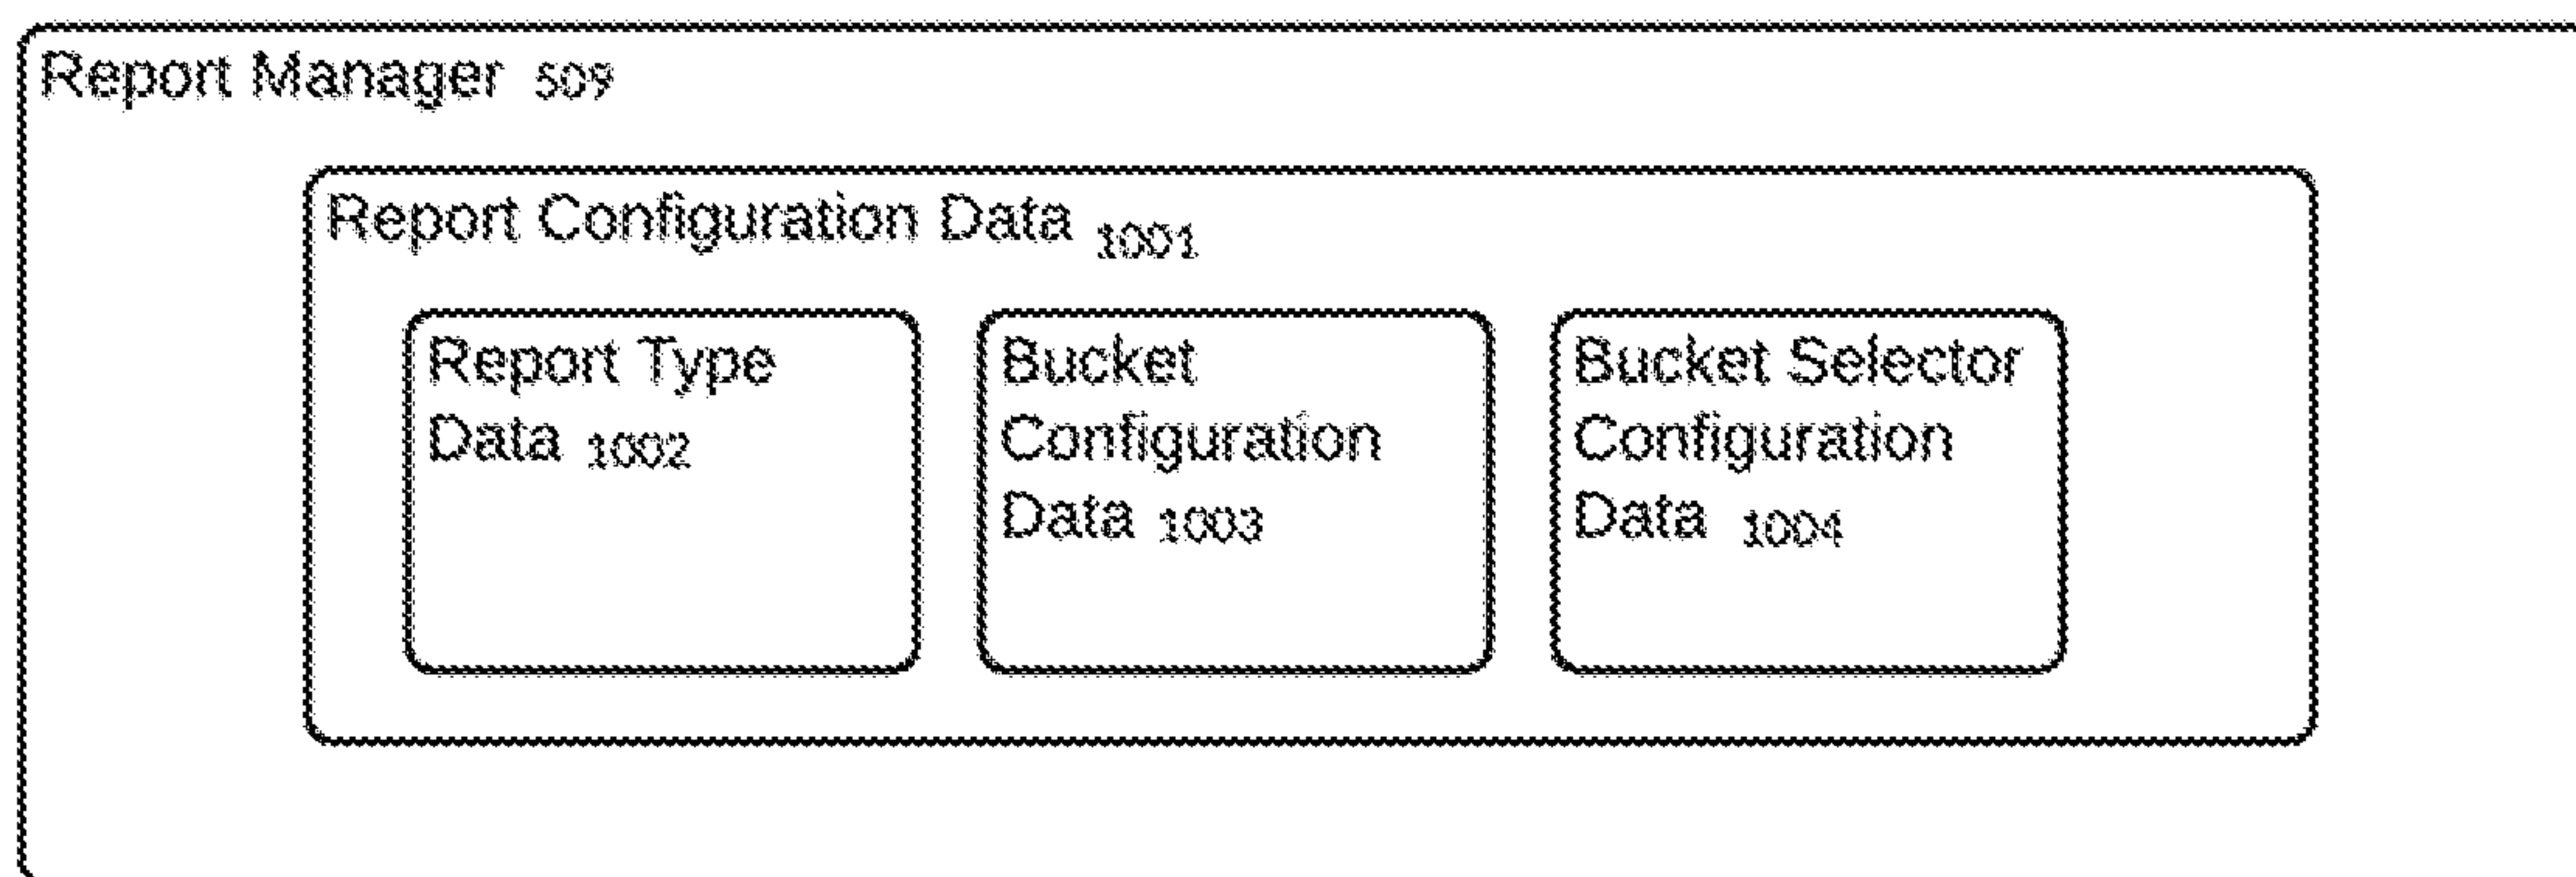 Report Manager 509
Report Configuration Data 1001
Report Type
Data 1002
Bucket
Configuration
Data 1003
Bucket Selector
Configuration
Data 1004